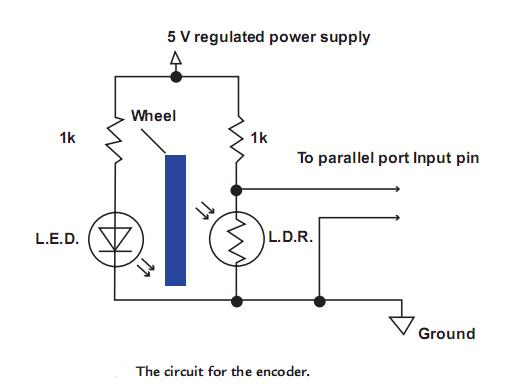 5 V regulated power supply
Wheel
1k
1k
To parallel port Input pin
L.E.D.
L.D.R.
Ground
The circuit for the encoder.